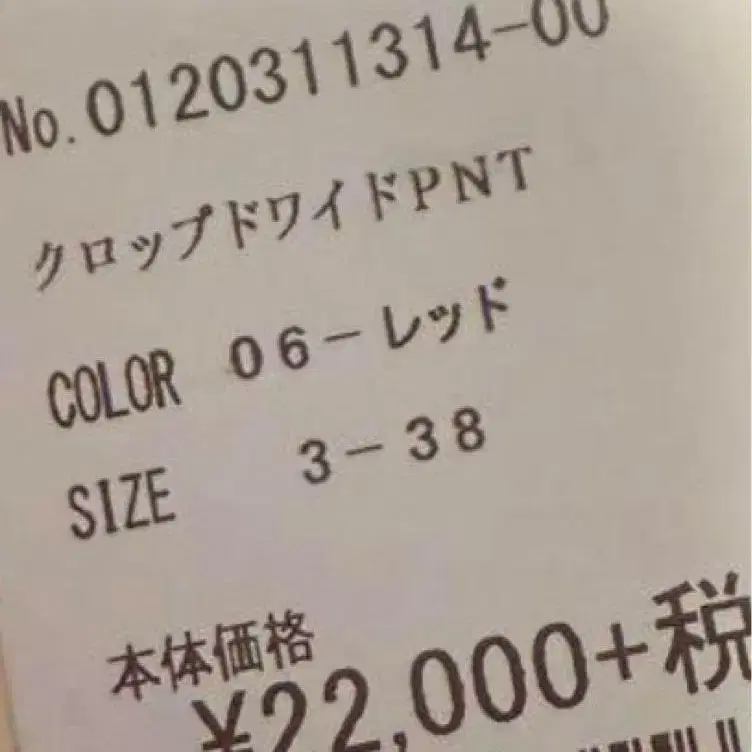 No.0120311314-00
クロップドワイドPNT
COLOR 06-レッド
SIZE 3-38
本体価格
¥22,000+税